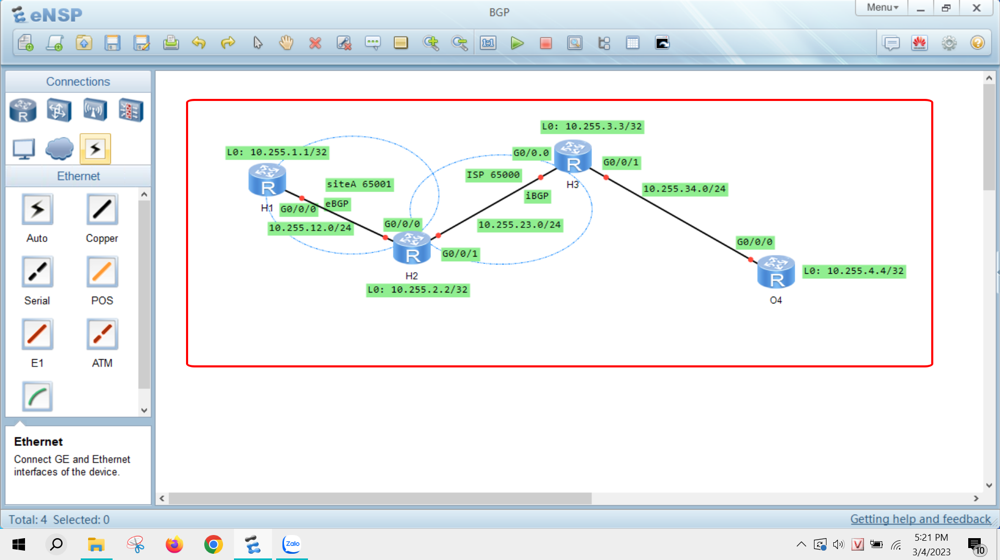 eNSP
BGP
Menu
Connections
R
Ethernet
Auto
Copper
Serial
POS
E1
ATM
Ethernet
Connect GE and Ethernet
interfaces of the device.
L0: 10.255.3.3/32
L0: 10.255.1.1/32
G0/0.0
R
G0/0/1
H3
R
H1
siteA 65001
ISP 65000
eBGP
iBGP
G0/0/0
10.255.34.0/24
10.255.12.0/24
G0/0/0
10.255.23.0/24
R
G0/0/1
H2
L0: 10.255.2.2/32
G0/0/0
R
L0: 10.255.4.4/32
O4
Total: 4 Selected: 0
Getting help and feedback
Zalo
V
5:21 PM
3/4/2023
10